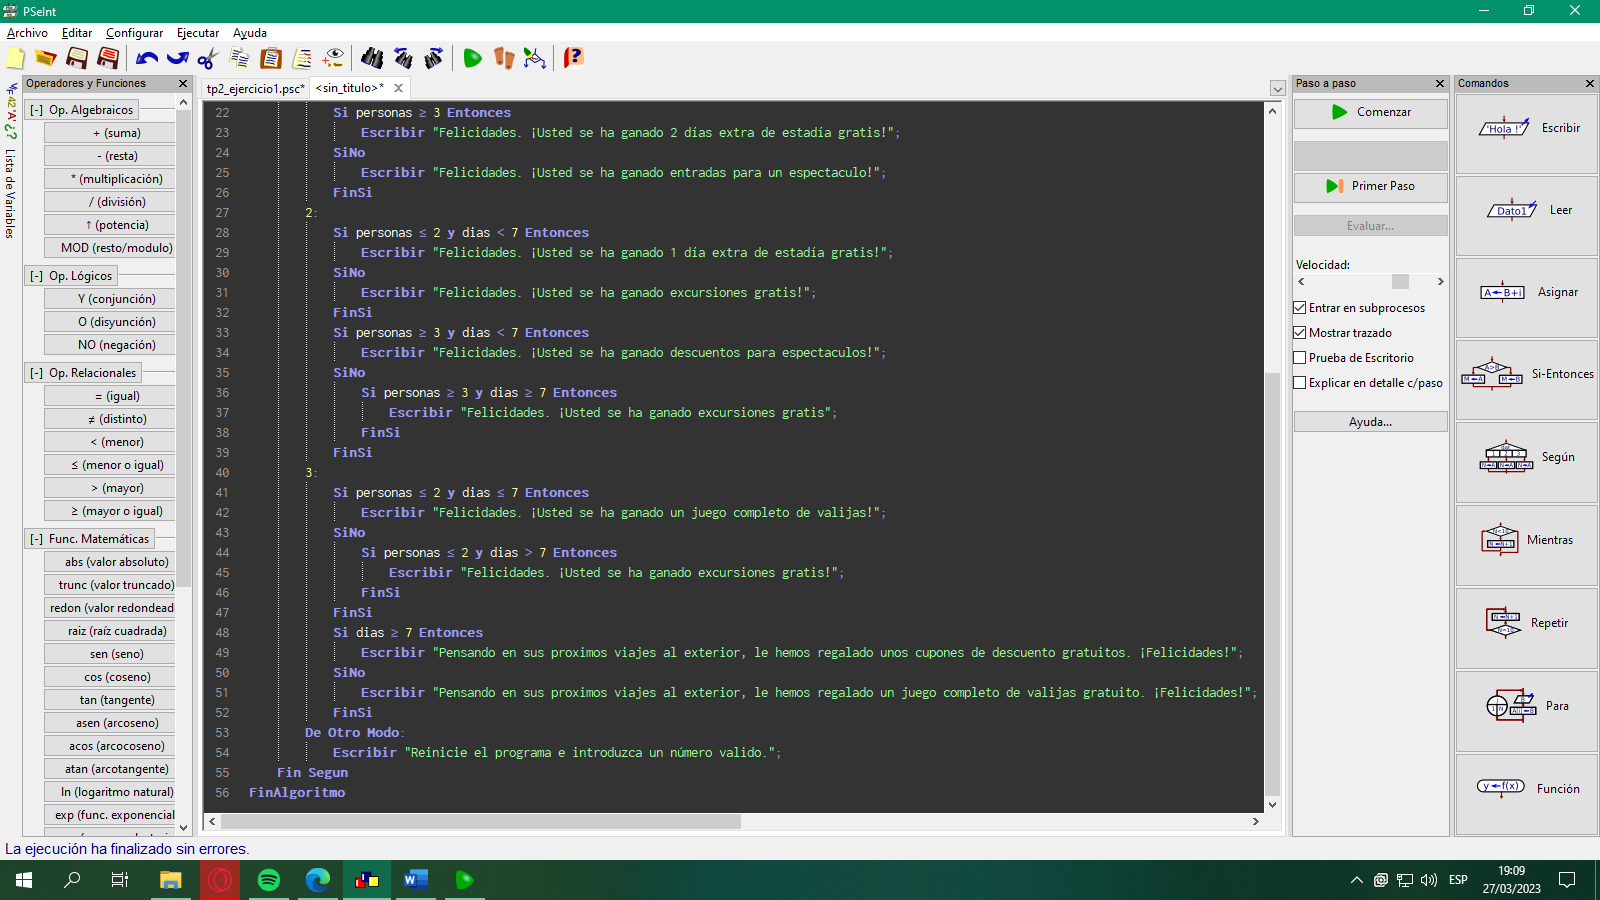 PSeInt
Archivo Editar Configurar Ejecutar Ayuda
Operadores y Funciones
Lista de Variables
[-] Op. Algebraicos
+ (suma)
- (resta)
* (multiplicación)
/ (división)
↑ (potencia)
MOD (resto/modulo)
[-] Op. Lógicos
Y (conjunción)
O (disyunción)
NO (negación)
[-] Op. Relacionales
= (igual)
≠ (distinto)
< (menor)
≤ (menor o igual)
> (mayor)
≥ (mayor o igual)
[-] Func. Matemáticas
abs (valor absoluto)
trunc (valor truncado)
redon (valor redondead
raiz (raíz cuadrada)
sen (seno)
cos (coseno)
tan (tangente)
asen (arcoseno)
acos (arcocoseno)
atan (arcotangente)
ln (logaritmo natural)
exp (func. exponencial
tp2_ejercicio1.psc* <sin_titulo>*
22 Si personas ≥ 3 Entonces
23 Escribir "Felicidades. ¡Usted se ha ganado 2 días extra de estadía gratis!";
24 SiNo
25 Escribir "Felicidades. ¡Usted se ha ganado entradas para un espectaculo!";
26 FinSi
27 2:
28 Si personas ≤ 2 y dias < 7 Entonces
29 Escribir "Felicidades. ¡Usted se ha ganado 1 día extra de estadía gratis!";
30 SiNo
31 Escribir "Felicidades. ¡Usted se ha ganado excursiones gratis!";
32 FinSi
33 Si personas ≥ 3 y dias < 7 Entonces
34 Escribir "Felicidades. ¡Usted se ha ganado descuentos para espectaculos!";
35 SiNo
36 Si personas ≥ 3 y dias ≥ 7 Entonces
37 Escribir "Felicidades. ¡Usted se ha ganado excursiones gratis";
38 FinSi
39 FinSi
40 3:
41 Si personas ≤ 2 y dias ≤ 7 Entonces
42 Escribir "Felicidades. ¡Usted se ha ganado un juego completo de valijas!";
43 SiNo
44 Si personas ≤ 2 y dias > 7 Entonces
45 Escribir "Felicidades. ¡Usted se ha ganado excursiones gratis!";
46 FinSi
47 FinSi
48 Si dias ≥ 7 Entonces
49 Escribir "Pensando en sus proximos viajes al exterior, le hemos regalado unos cupones de descuento gratuitos. ¡Felicidades!";
50 SiNo
51 Escribir "Pensando en sus proximos viajes al exterior, le hemos regalado un juego completo de valijas gratuito. ¡Felicidades!";
52 FinSi
53 De Otro Modo:
54 Escribir "Reinicie el programa e introduzca un número valido.";
55 Fin Segun
56 FinAlgoritmo
Paso a paso
Comenzar
Primer Paso
Evaluar...
Velocidad:
Entrar en subprocesos
Mostrar trazado
Prueba de Escritorio
Explicar en detalle c/paso
Ayuda...
Comandos
'Hola !' Escribir
Dato1 Leer
A←B+i Asignar
A>B Si-Entonces
Según
Mientras
Repetir
Para
y←f(x) Función
La ejecución ha finalizado sin errores.
ESP
19:09
27/03/2023